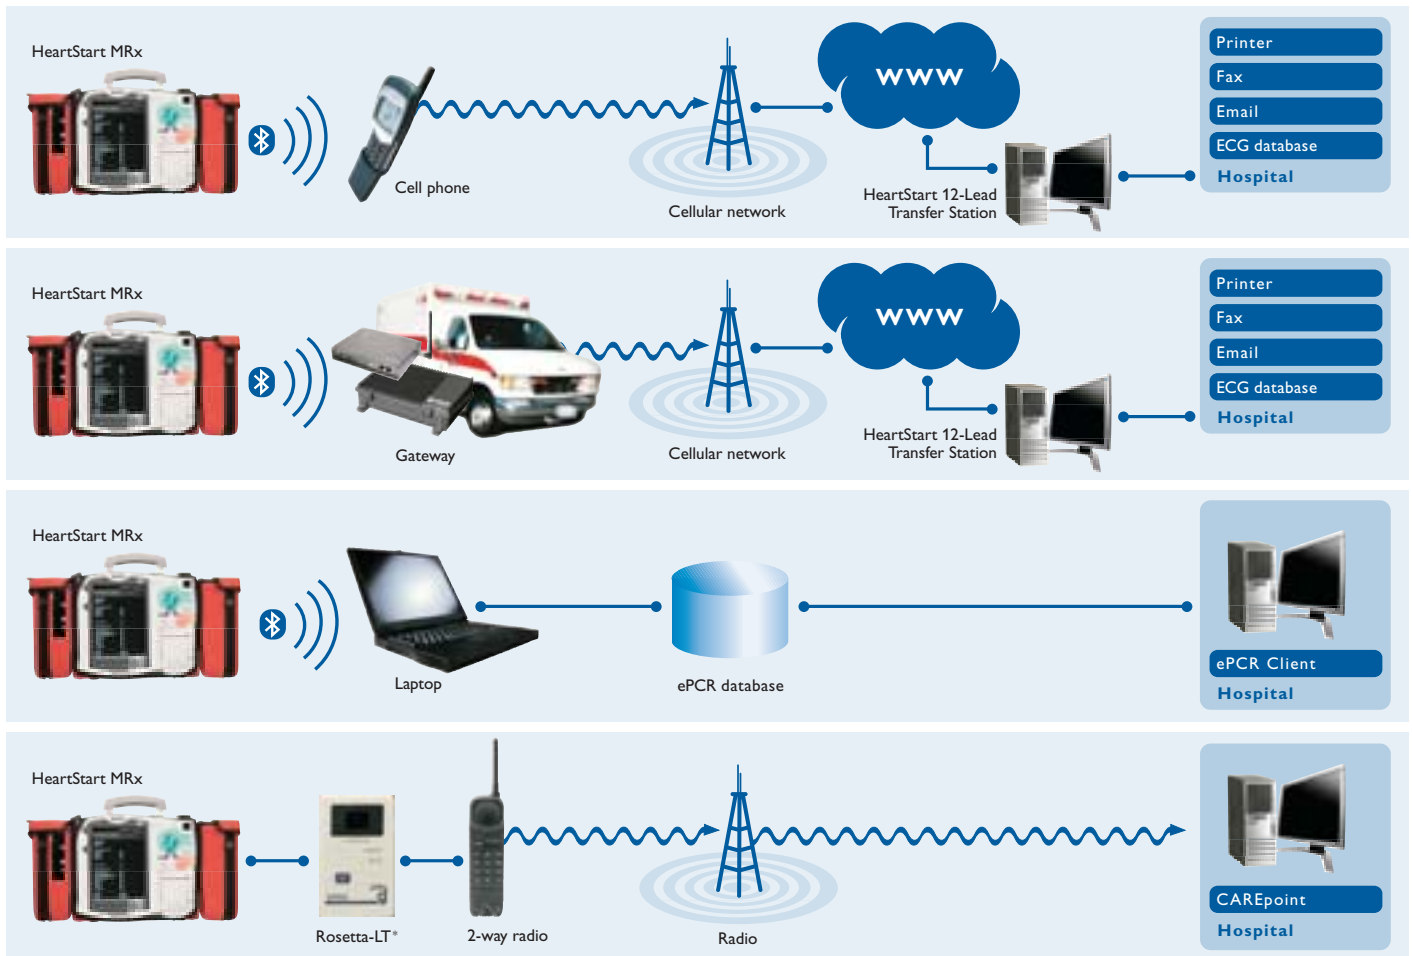 HeartStart MRx
Cell phone
Cellular network
www
HeartStart 12-Lead
Transfer Station
Printer
Fax
Email
ECG database
Hospital
HeartStart MRx
Gateway
Cellular network
www
HeartStart 12-Lead
Transfer Station
Printer
Fax
Email
ECG database
Hospital
HeartStart MRx
Laptop
ePCR database
ePCR Client
Hospital
HeartStart MRx
Rosetta-LT*
2-way radio
Radio
CAREpoint
Hospital